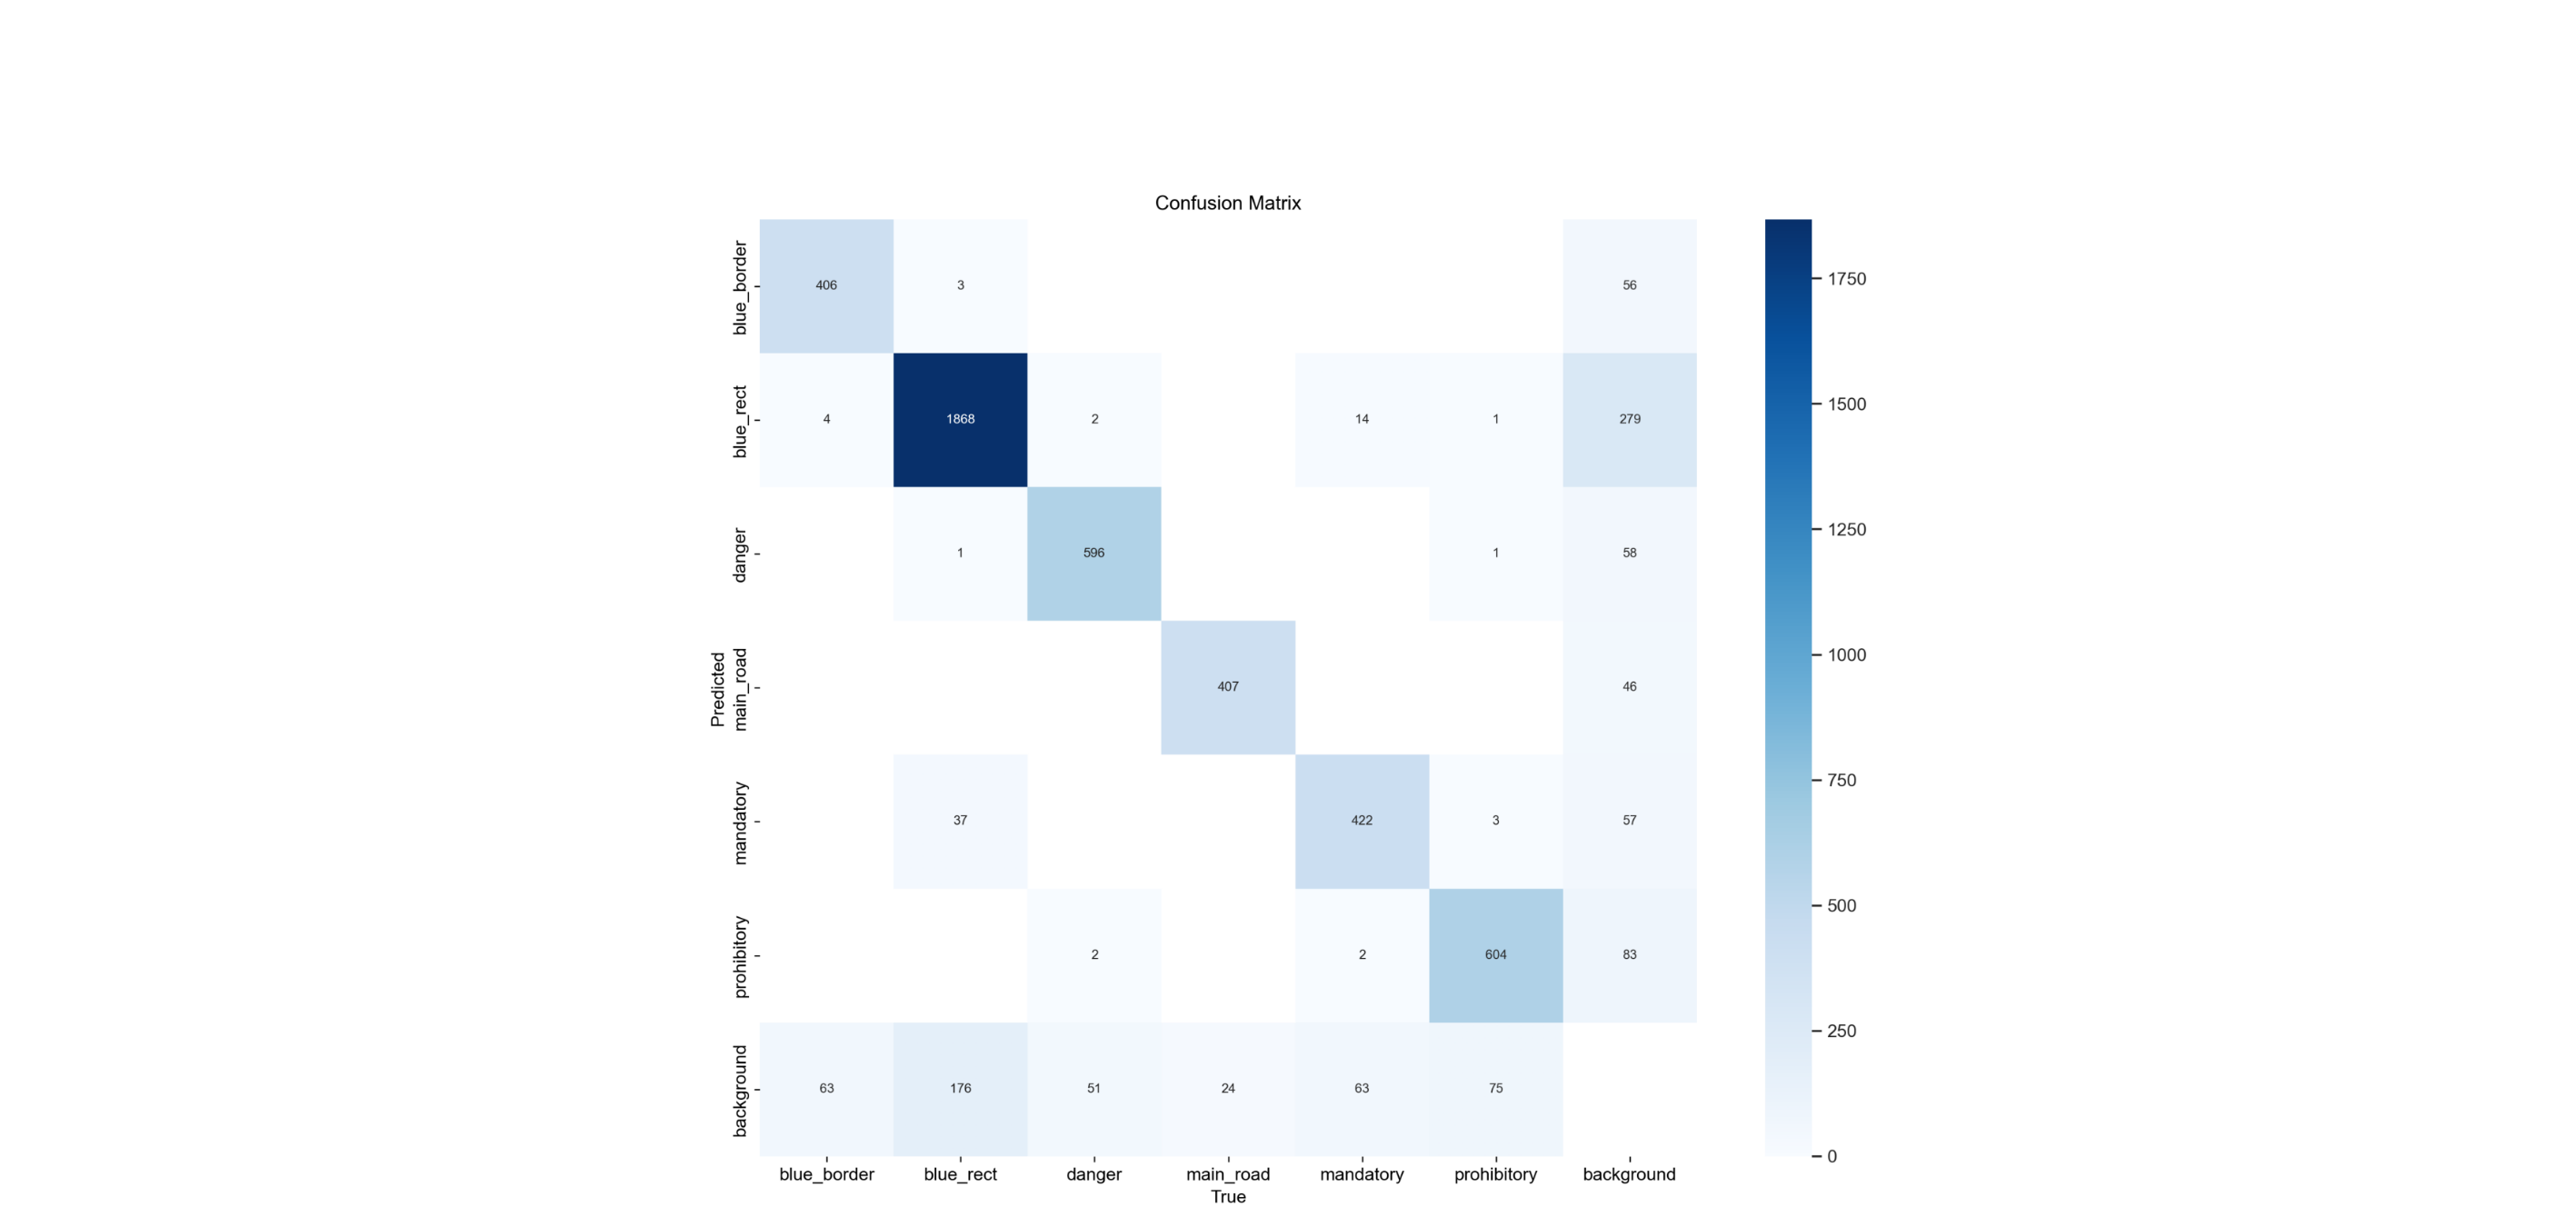 Confusion Matrix
blue_border
406 3 56
blue_rect
4 1868 2 14 1 279
danger
1 596 1 58
main_road
407 46
mandatory
37 422 3 57
prohibitory
2 2 604 83
background
63 176 51 24 63 75
Predicted
blue_border blue_rect danger main_road mandatory prohibitory background
True
1750
1500
1250
1000
750
500
250
0